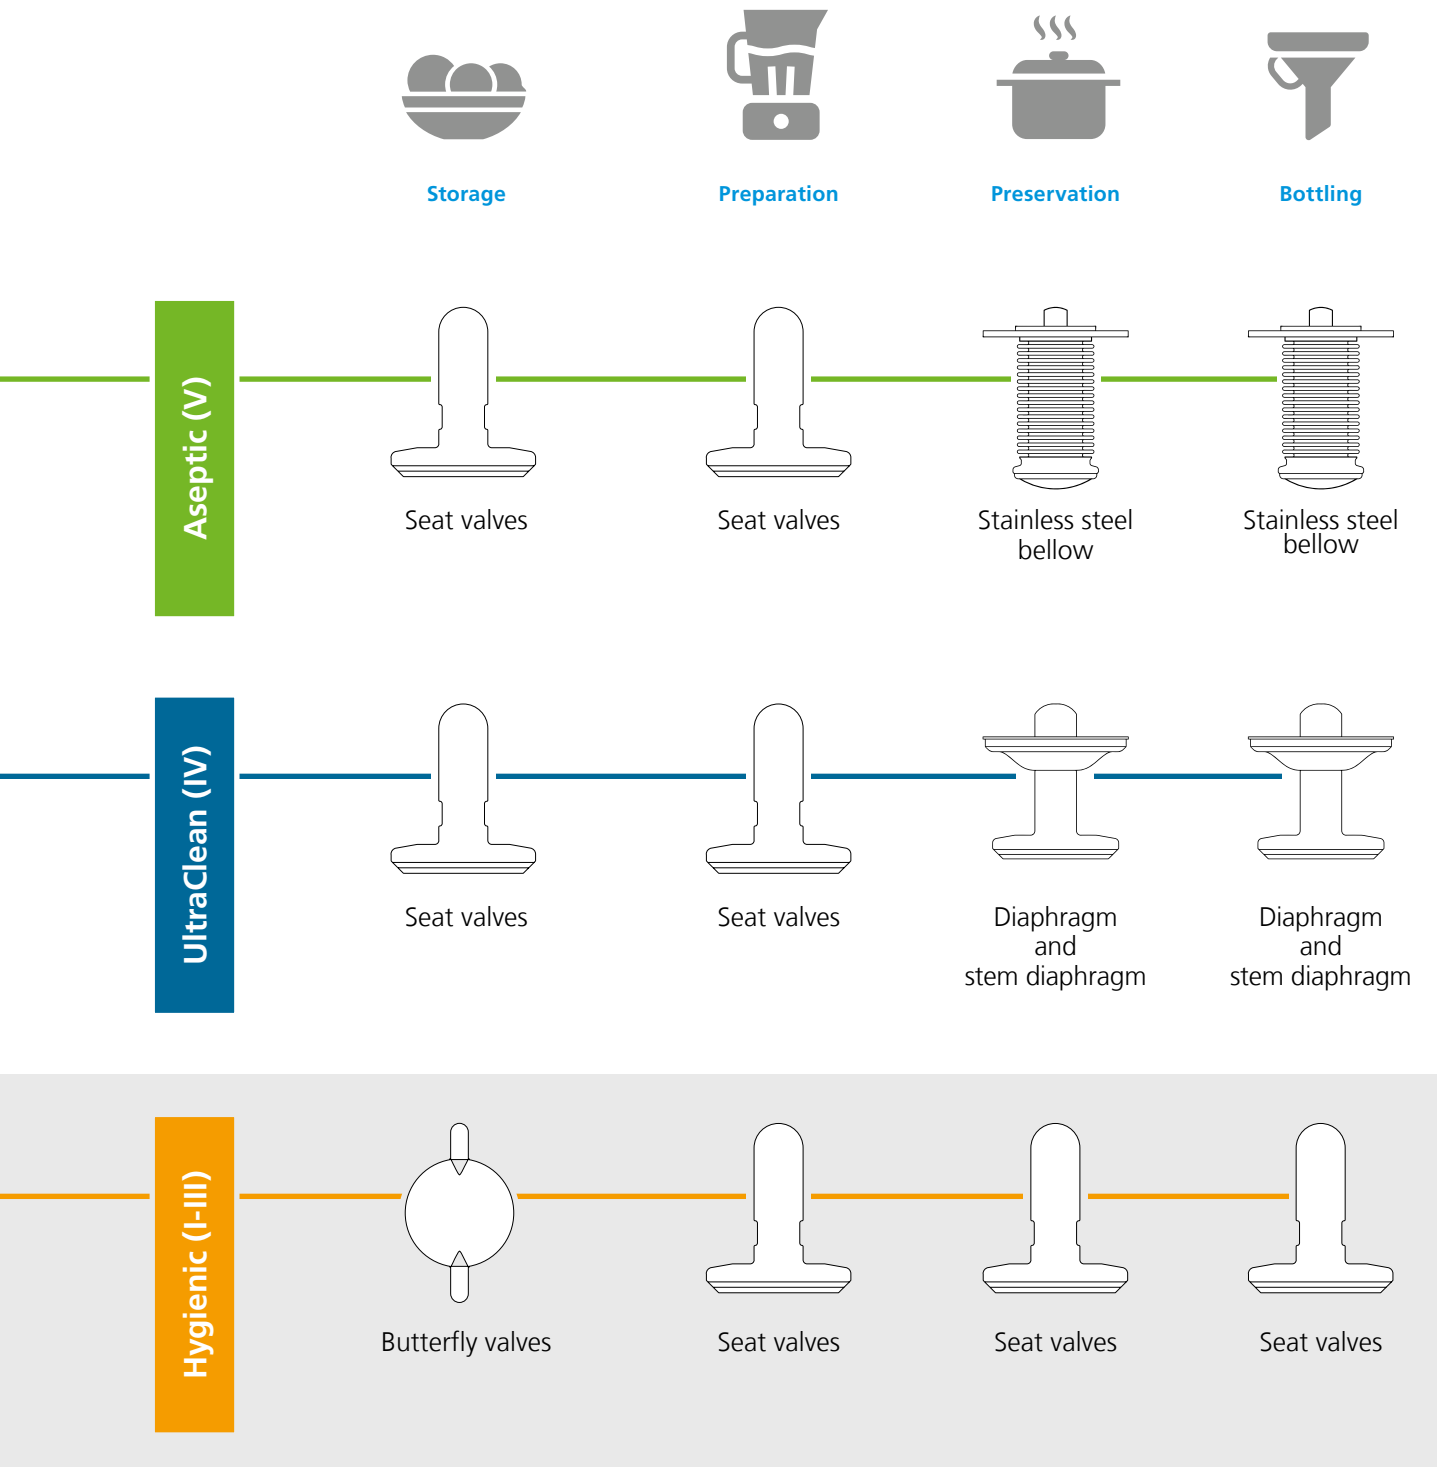 Storage
Preparation
Preservation
Bottling
Aseptic (V)
Seat valves
Seat valves
Stainless steel
bellow
Stainless steel
bellow
UltraClean (IV)
Seat valves
Seat valves
Diaphragm
and
stem diaphragm
Diaphragm
and
stem diaphragm
Hygienic (I-III)
Butterfly valves
Seat valves
Seat valves
Seat valves